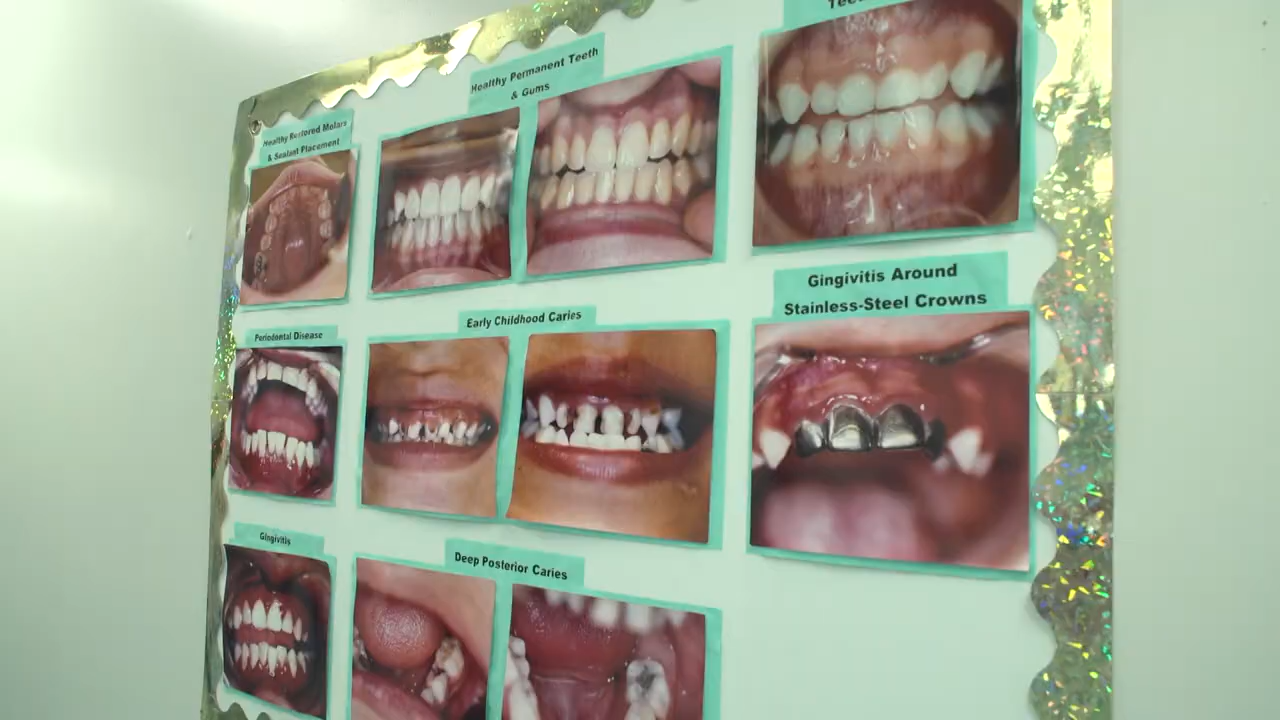 Healthy Restored Molars
& Sealant Placement
Healthy Permanent Teeth
& Gums
Periodontal Disease
Early Childhood Caries
Gingivitis Around
Stainless-Steel Crowns
Gingivitis
Deep Posterior Caries